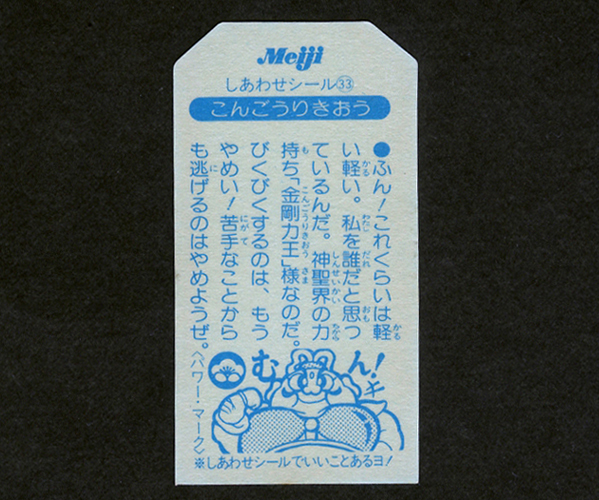 Meiji
しあわせシール㉝
こんごうりきおう
●ふん!これくらいは軽
い軽い。私を誰だと思っ
ているんだ。神聖界の力
持ち「金剛力王」様なのだ。
びくびくするのは、もう
やめい!苦手なことから
も逃げるのはやめようぜ。
むん!
キ
〈パワー・マーク〉
※しあわせシールでいいことあるヨ!